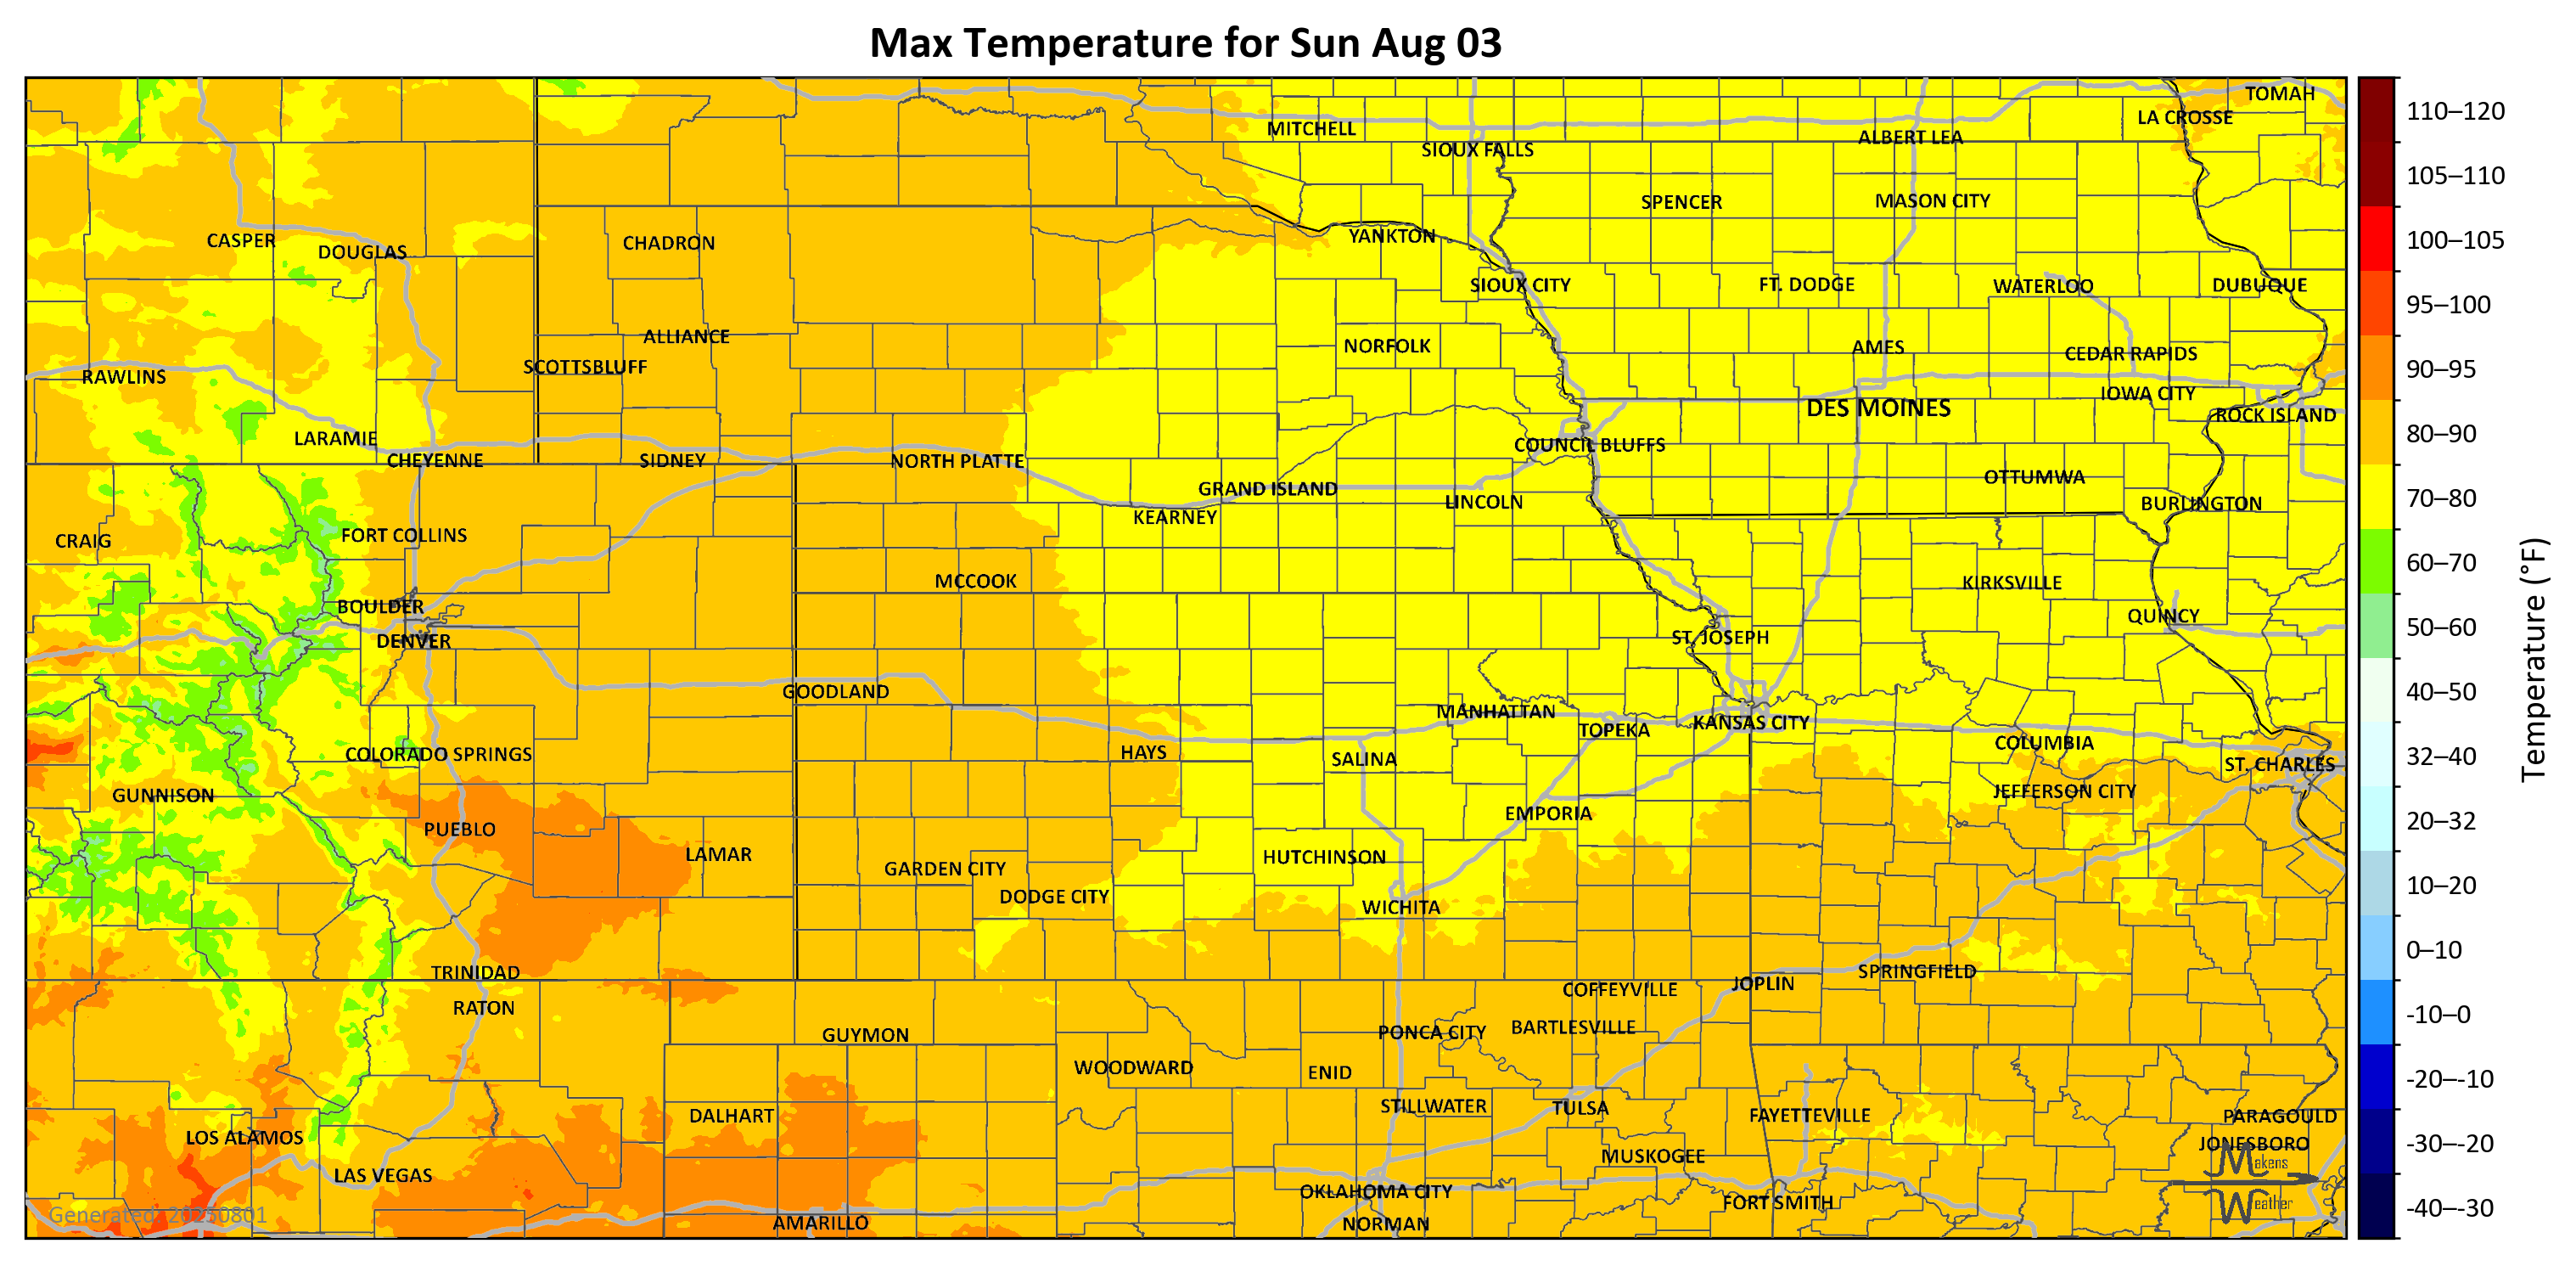 Max Temperature for Sun Aug 03
TOMAH
LA CROSSE
MITCHELL
ALBERT LEA
SIOUX FALLS
SPENCER
MASON CITY
CASPER
DOUGLAS
CHADRON
YANKTON
SIOUX CITY
FT. DODGE
WATERLOO
DUBUQUE
ALLIANCE
NORFOLK
AMES
CEDAR RAPIDS
SCOTTSBLUFF
RAWLINS
IOWA CITY
DES MOINES
ROCK ISLAND
LARAMIE
COUNCIL BLUFFS
CHEYENNE
SIDNEY
NORTH PLATTE
OTTUMWA
GRAND ISLAND
LINCOLN
BURLINGTON
KEARNEY
FORT COLLINS
CRAIG
MCCOOK
KIRKSVILLE
BOULDER
QUINCY
DENVER
ST. JOSEPH
GOODLAND
MANHATTAN
KANSAS CITY
TOPEKA
COLUMBIA
COLORADO SPRINGS
HAYS
SALINA
ST. CHARLES
GUNNISON
JEFFERSON CITY
EMPORIA
PUEBLO
LAMAR
HUTCHINSON
GARDEN CITY
DODGE CITY
WICHITA
TRINIDAD
SPRINGFIELD
JOPLIN
COFFEYVILLE
RATON
BARTLESVILLE
GUYMON
PONCA CITY
WOODWARD
ENID
STILLWATER
TULSA
DALHART
FAYETTEVILLE
PARAGOULD
LOS ALAMOS
JONESBORO
MUSKOGEE
LAS VEGAS
OKLAHOMA CITY
FORT SMITH
AMARILLO
NORMAN
Generated: 20250801
Makens
Weather
110–120
105–110
100–105
95–100
90–95
80–90
70–80
60–70
50–60
40–50
32–40
20–32
10–20
0–10
-10–0
-20–-10
-30–-20
-40–-30
Temperature (°F)